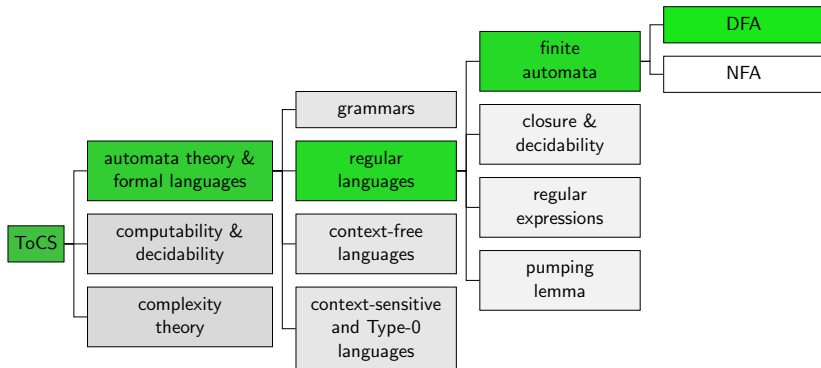 ToCS
automata theory &
formal languages
computability &
decidability
complexity
theory
grammars
regular
languages
context-free
languages
context-sensitive
and Type-0
languages
finite
automata
closure &
decidability
regular
expressions
pumping
lemma
DFA
NFA